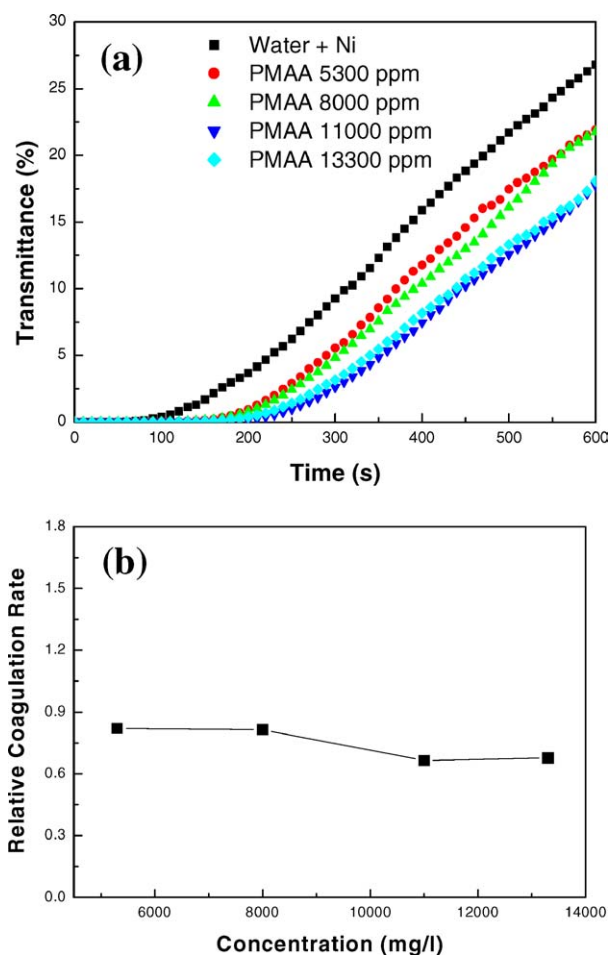 30
(a)
Water + Ni
PMAA 5300 ppm
PMAA 8000 ppm
PMAA 11000 ppm
PMAA 13300 ppm
25
20
15
10
5
0
Transmittance (%)
0 100 200 300 400 500 600
Time (s)
(b)
1.8
1.5
1.2
0.9
0.6
0.3
0.0
Relative Coagulation Rate
6000 8000 10000 12000 14000
Concentration (mg/l)